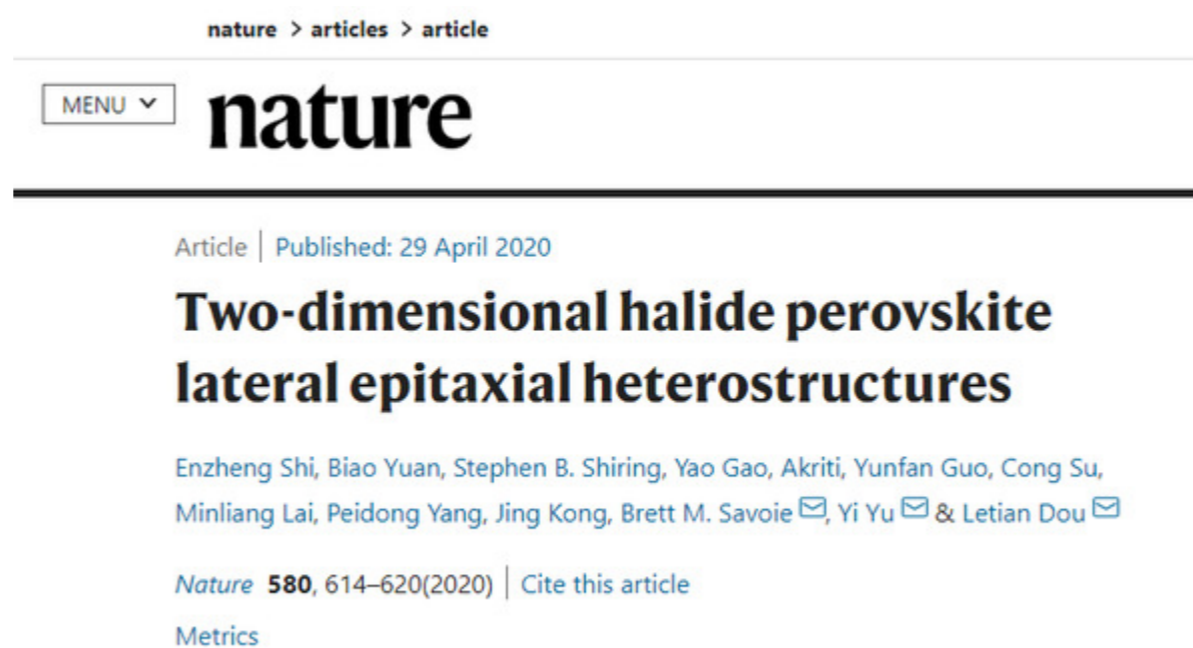 nature > articles > article
MENU
nature
Article | Published: 29 April 2020
Two-dimensional halide perovskite
lateral epitaxial heterostructures
Enzheng Shi, Biao Yuan, Stephen B. Shiring, Yao Gao, Akriti, Yunfan Guo, Cong Su,
Minliang Lai, Peidong Yang, Jing Kong, Brett M. Savoie, Yi Yu & Letian Dou
Nature 580, 614–620(2020) | Cite this article
Metrics